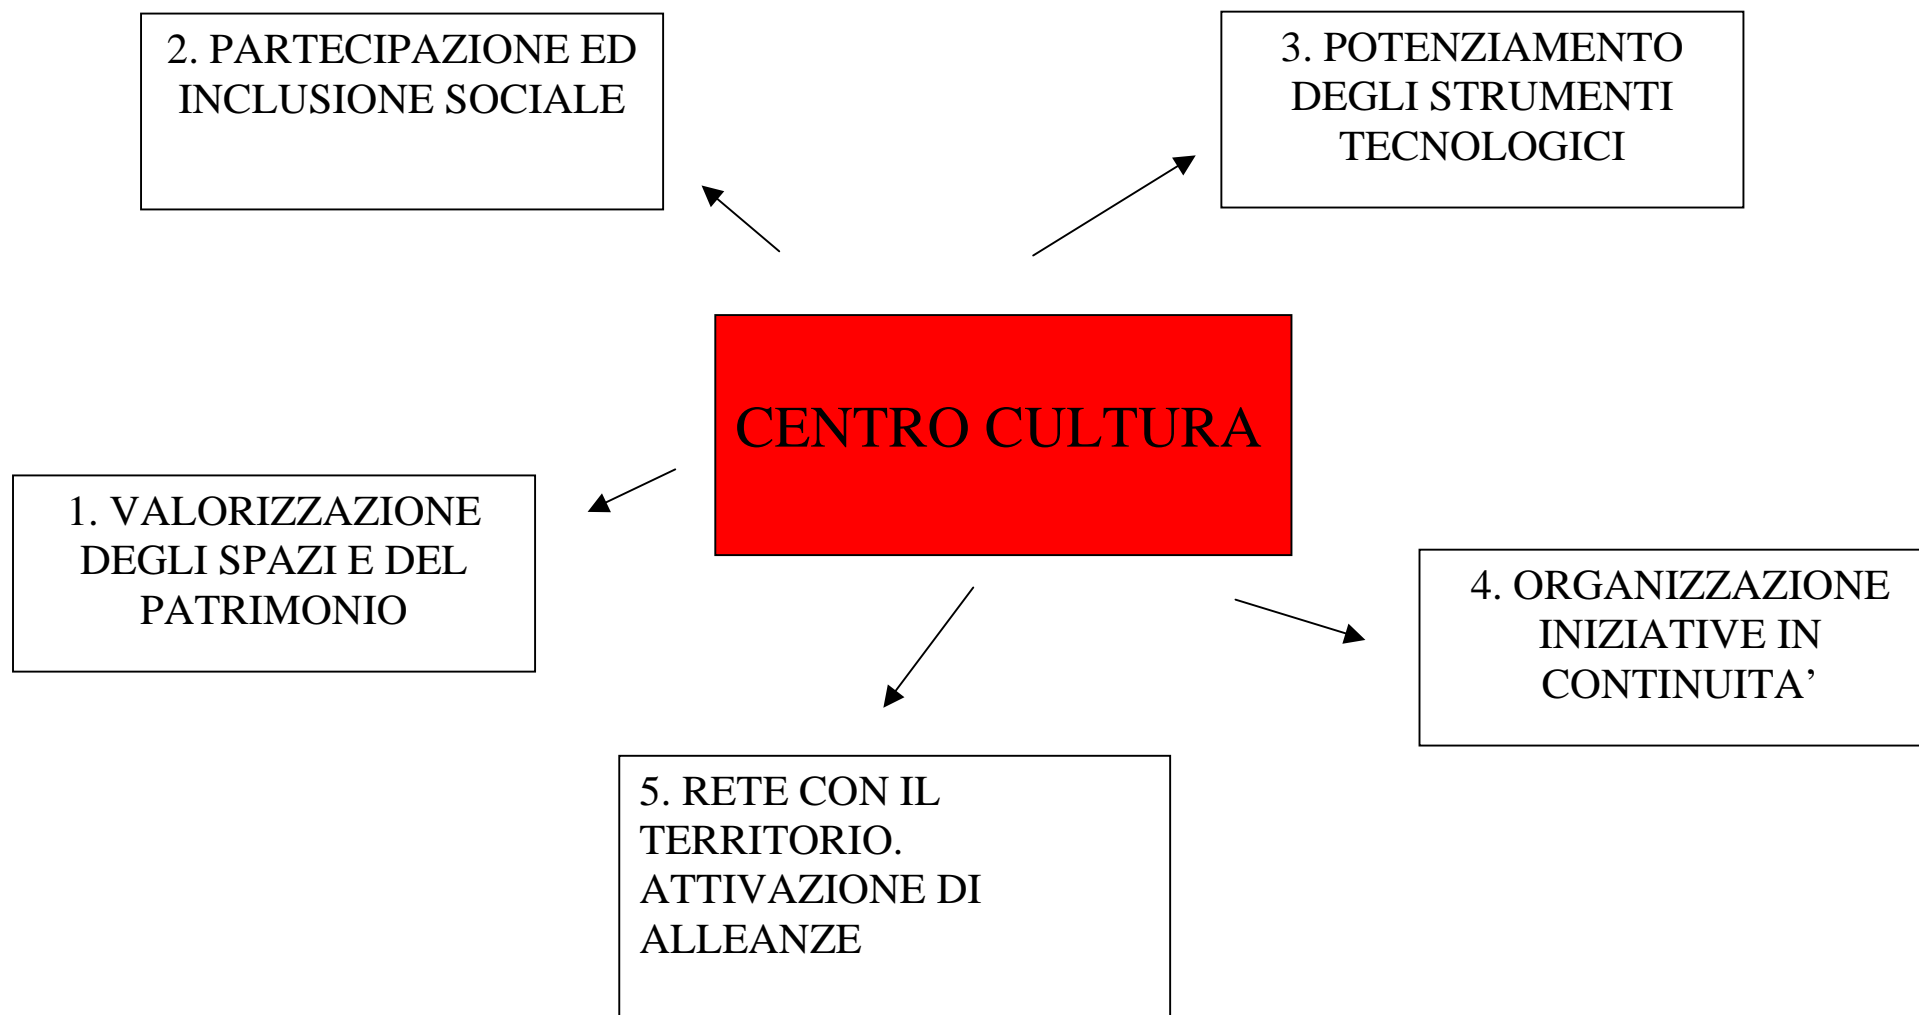 2. PARTECIPAZIONE ED
INCLUSIONE SOCIALE
3. POTENZIAMENTO
DEGLI STRUMENTI
TECNOLOGICI
CENTRO CULTURA
1. VALORIZZAZIONE
DEGLI SPAZI E DEL
PATRIMONIO
4. ORGANIZZAZIONE
INIZIATIVE IN
CONTINUITA’
5. RETE CON IL
TERRITORIO.
ATTIVAZIONE DI
ALLEANZE